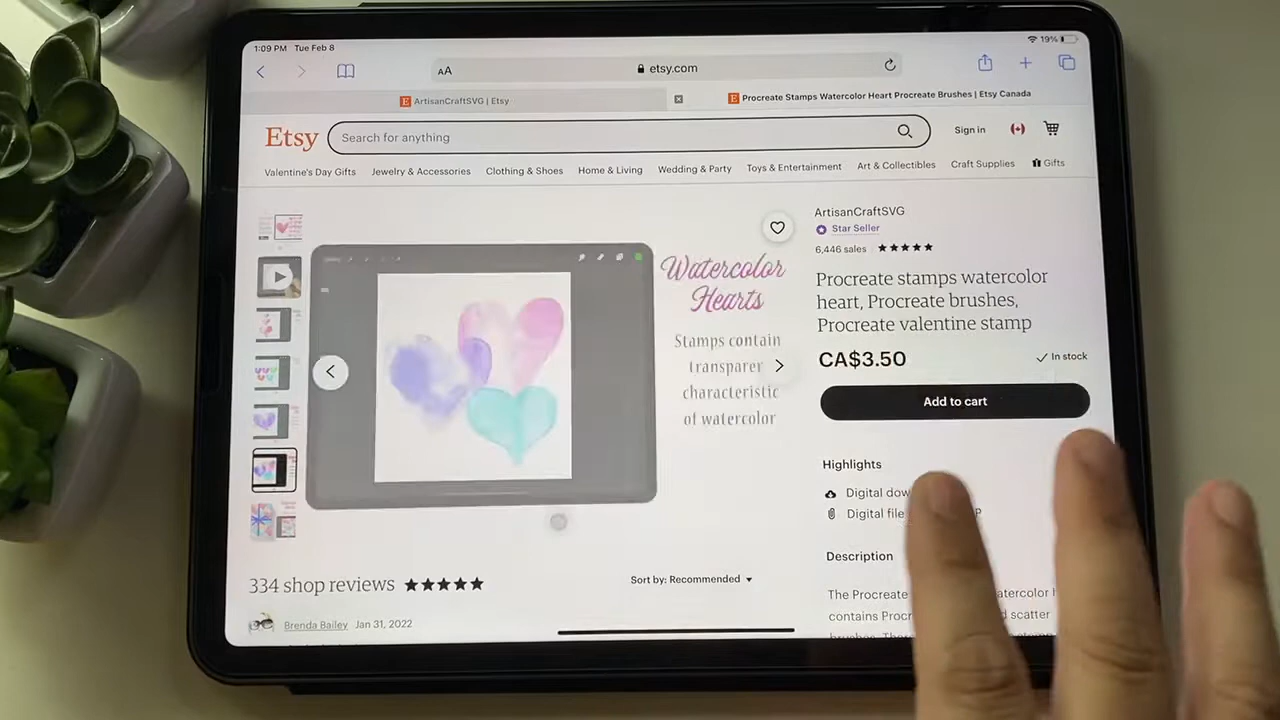 1:09 PM Tue Feb 8
19%
AA
etsy.com
ArtisanCraftSVG | Etsy
Procreate Stamps Watercolor Heart Procreate Brushes | Etsy Canada
Etsy
Search for anything
Sign in
Valentine's Day Gifts Jewelry & Accessories Clothing & Shoes Home & Living Wedding & Party Toys & Entertainment Art & Collectibles Craft Supplies Gifts
Watercolor
Hearts
Stamps contain
transparer
characteristic
of watercolor
ArtisanCraftSVG
Star Seller
6,446 sales
Procreate stamps watercolor
heart, Procreate brushes,
Procreate valentine stamp
CA$3.50
In stock
Add to cart
Highlights
Digital dow
Digital file
Description
The Procreate
contains Procr
scatter
334 shop reviews
Sort by: Recommended
Brenda Bailey Jan 31, 2022